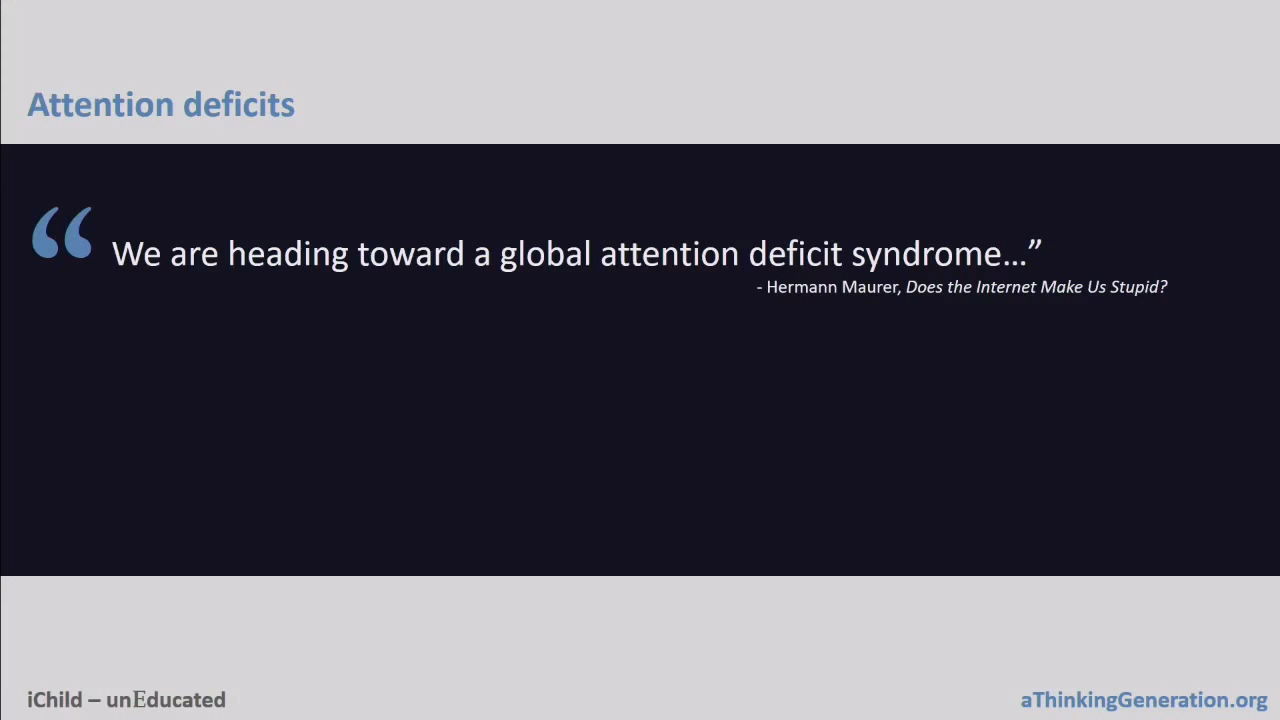 Attention deficits
“ We are heading toward a global attention deficit syndrome…”
- Hermann Maurer, Does the Internet Make Us Stupid?
iChild – unEducated
aThinkingGeneration.org